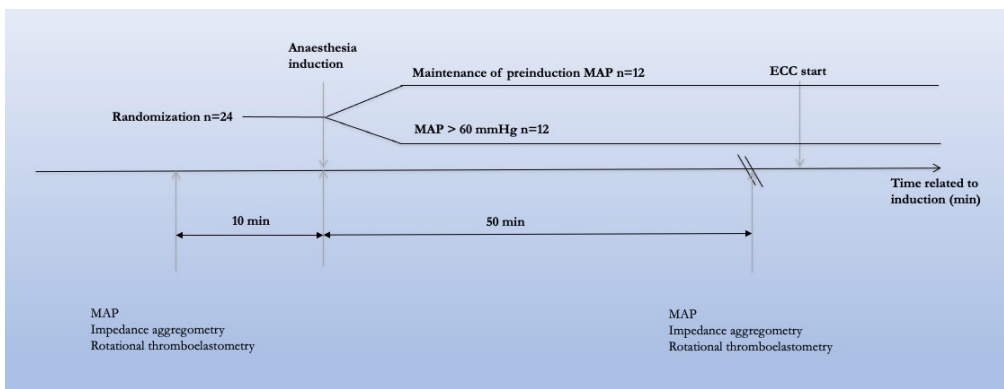 Anaesthesia
induction
Maintenance of preinduction MAP n=12
ECC start
Randomization n=24
MAP > 60 mmHg n=12
Time related to
induction (min)
10 min
50 min
MAP
Impedance aggregometry
Rotational thromboelastometry
MAP
Impedance aggregometry
Rotational thromboelastometry